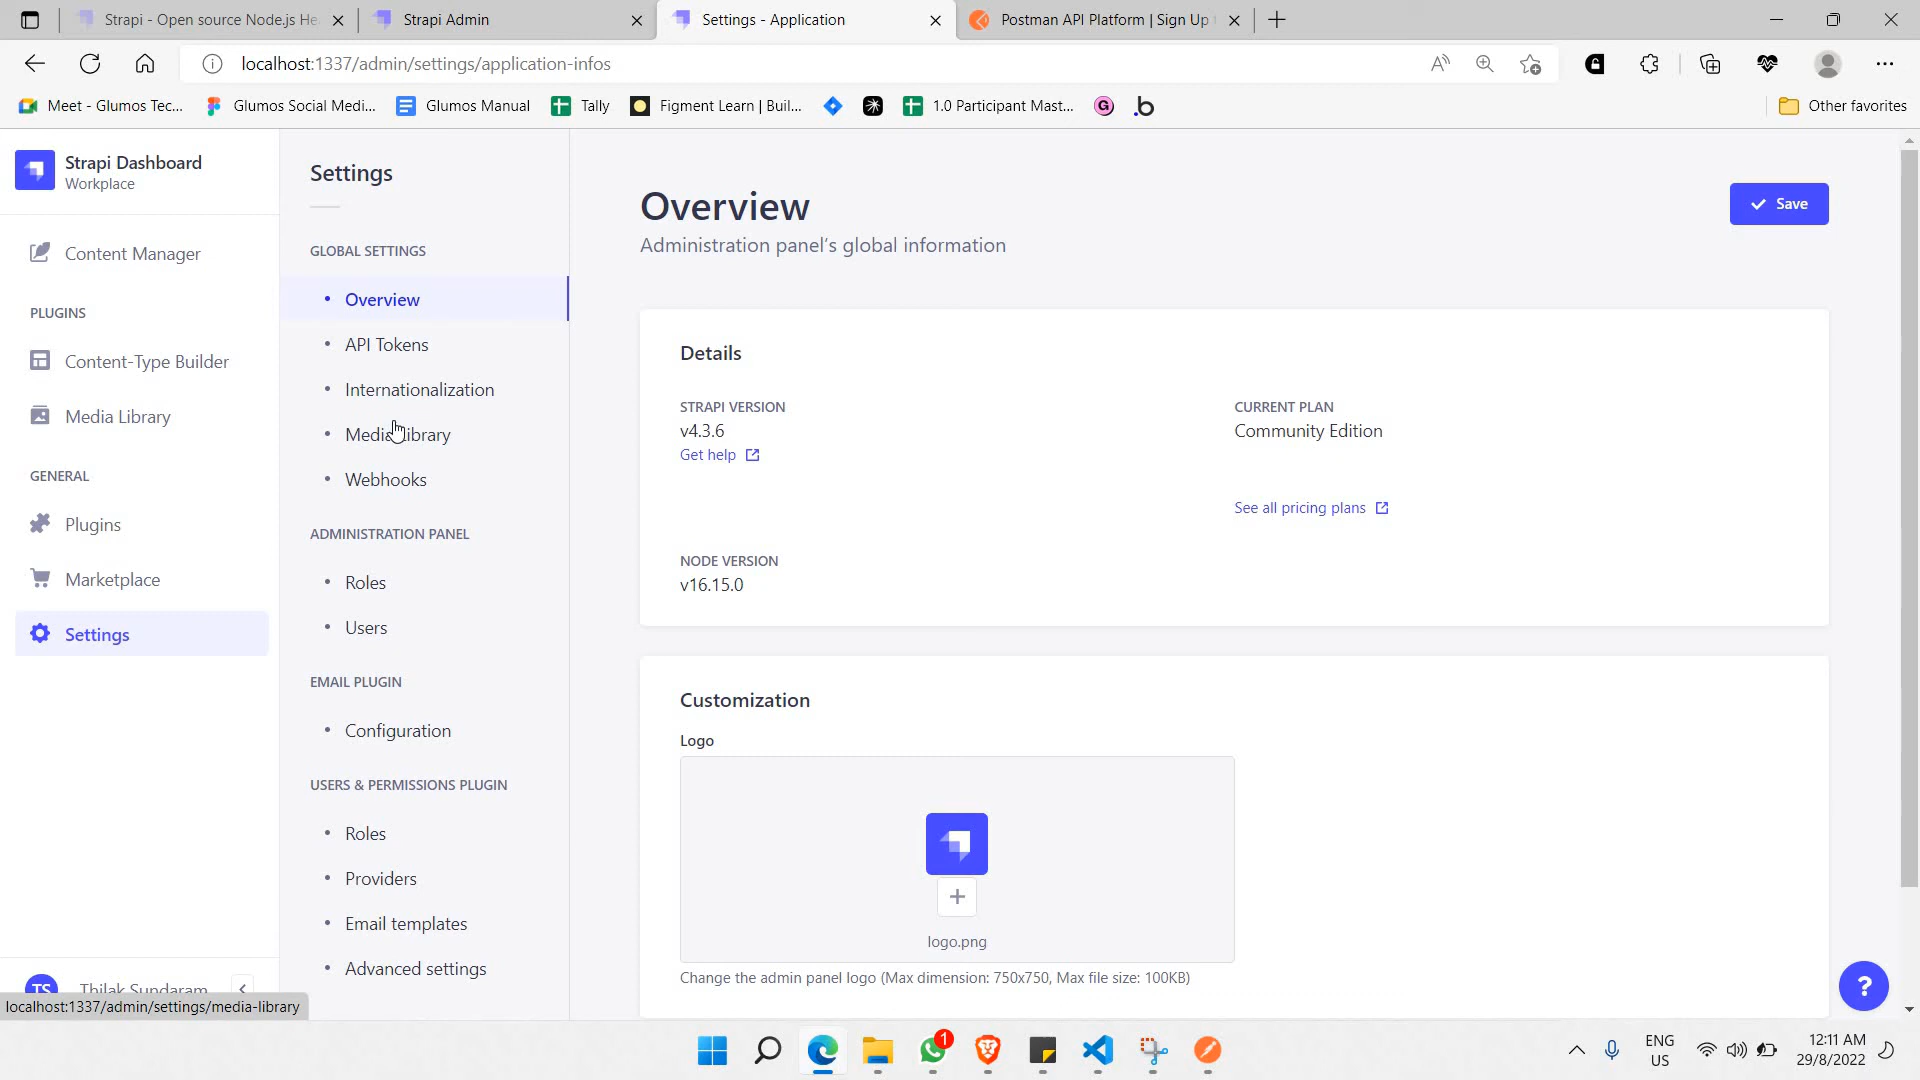 Strapi - Open source Node.js He
Strapi Admin
Settings - Application
Postman API Platform | Sign Up
localhost:1337/admin/settings/application-infos
Meet - Glumos Tec...
Glumos Social Medi...
Glumos Manual
Tally
Figment Learn | Buil...
1.0 Participant Mast...
G
.b
Other favorites
Strapi Dashboard
Workplace
Content Manager
PLUGINS
Content-Type Builder
Media Library
GENERAL
Plugins
Marketplace
Settings
TS
Thilak Sundaram
localhost:1337/admin/settings/media-library
Settings
GLOBAL SETTINGS
Overview
API Tokens
Internationalization
Media Library
Webhooks
ADMINISTRATION PANEL
Roles
Users
EMAIL PLUGIN
Configuration
USERS & PERMISSIONS PLUGIN
Roles
Providers
Email templates
Advanced settings
Overview
Administration panel's global information
Save
Details
STRAPI VERSION
v4.3.6
Get help
CURRENT PLAN
Community Edition
See all pricing plans
NODE VERSION
v16.15.0
Customization
Logo
logo.png
Change the admin panel logo (Max dimension: 750x750, Max file size: 100KB)
?
1
ENG
US
12:11 AM
29/8/2022